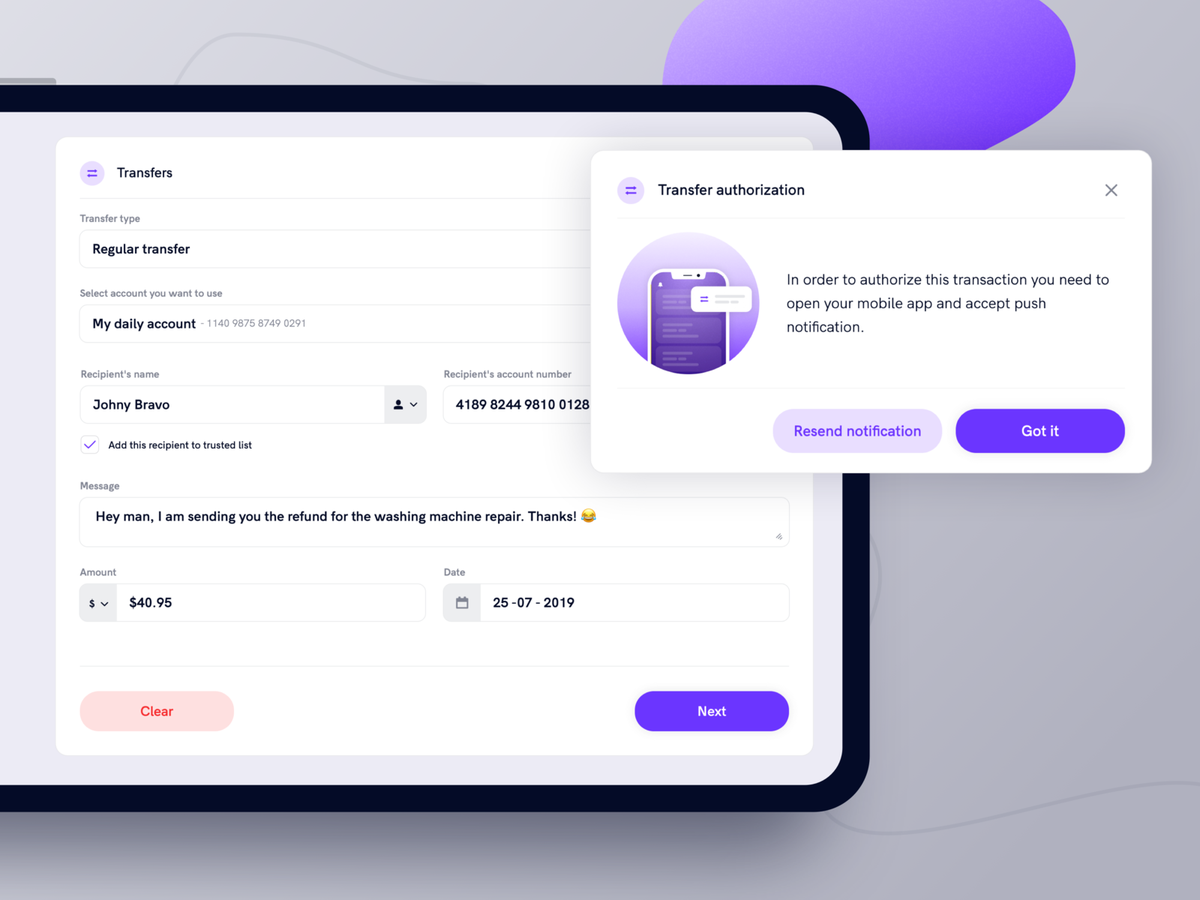 Transfers
Transfer type
Regular transfer
Select account you want to use
My daily account - 1140 9875 8749 0291
Recipient's name
Johny Bravo
Recipient's account number
4189 8244 9810 0128
Add this recipient to trusted list
Message
Hey man, I am sending you the refund for the washing machine repair. Thanks! 😂
Amount
$
$40.95
Date
25 -07 - 2019
Clear
Next
Transfer authorization
In order to authorize this transaction you need to
open your mobile app and accept push
notification.
Resend notification
Got it